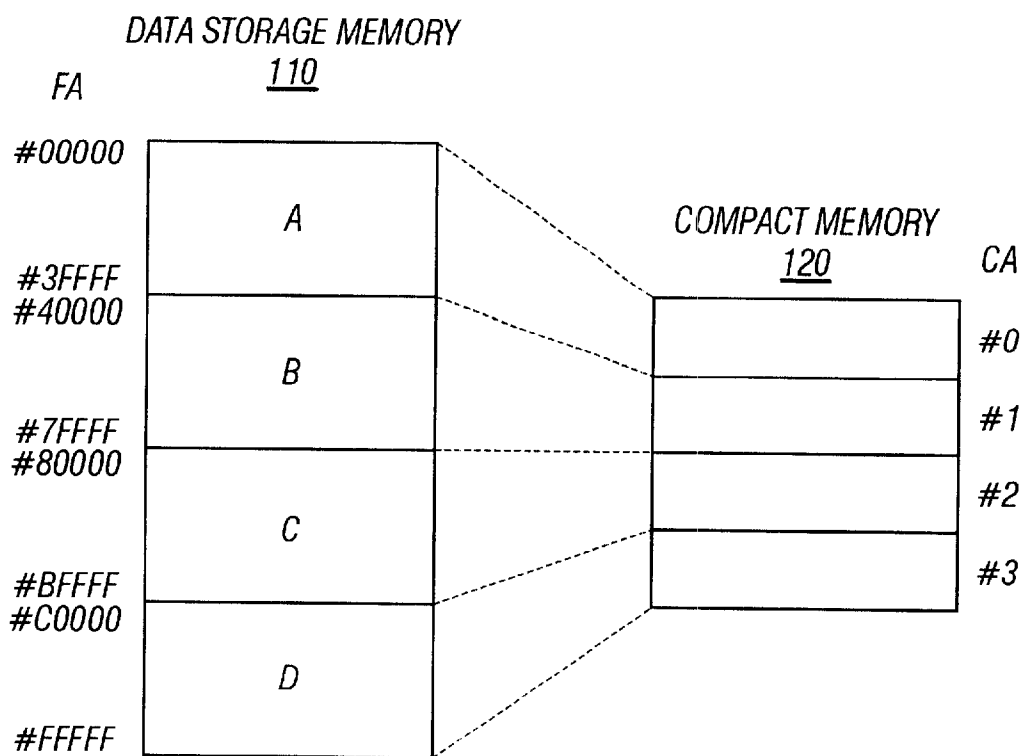 DATA STORAGE MEMORY
110
FA
#00000
A
#3FFFF
#40000
B
#7FFFF
#80000
C
#BFFFF
#C0000
D
#FFFFF
COMPACT MEMORY
120
CA
#0
#1
#2
#3